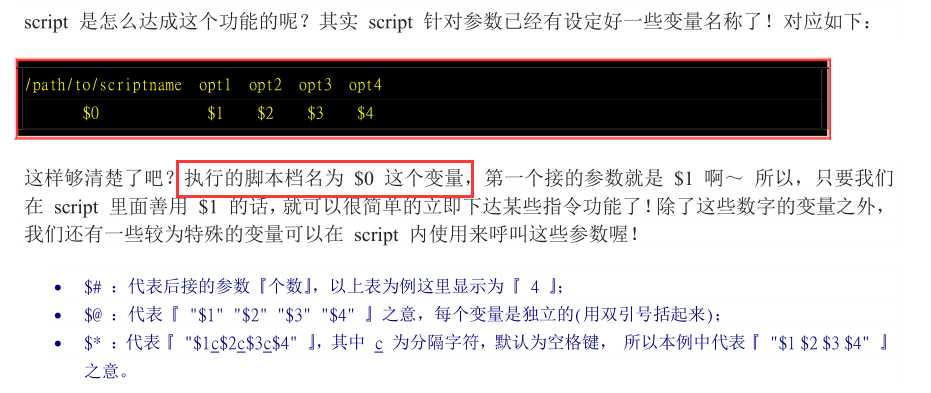 script 是怎么达成这个功能的呢？其实 script 针对参数已经有设定好一些变量名称了！对应如下：
/path/to/scriptname opt1 opt2 opt3 opt4
$0 $1 $2 $3 $4
这样够清楚了吧？执行的脚本档名为 $0 这个变量，第一个接的参数就是 $1 啊～ 所以，只要我们
在 script 里面善用 $1 的话，就可以很简单的立即下达某些指令功能了！除了这些数字的变量之外，
我们还有一些较为特殊的变量可以在 script 内使用来呼叫这些参数喔！
• $# ：代表后接的参数『个数』，以上表为例这里显示为『 4 』；
• $@ ：代表『 "$1" "$2" "$3" "$4" 』之意，每个变量是独立的(用双引号括起来)；
• $* ：代表『 "$1c$2c$3c$4" 』，其中 c 为分隔字符，默认为空格键， 所以本例中代表『 "$1 $2 $3 $4" 』
之意。